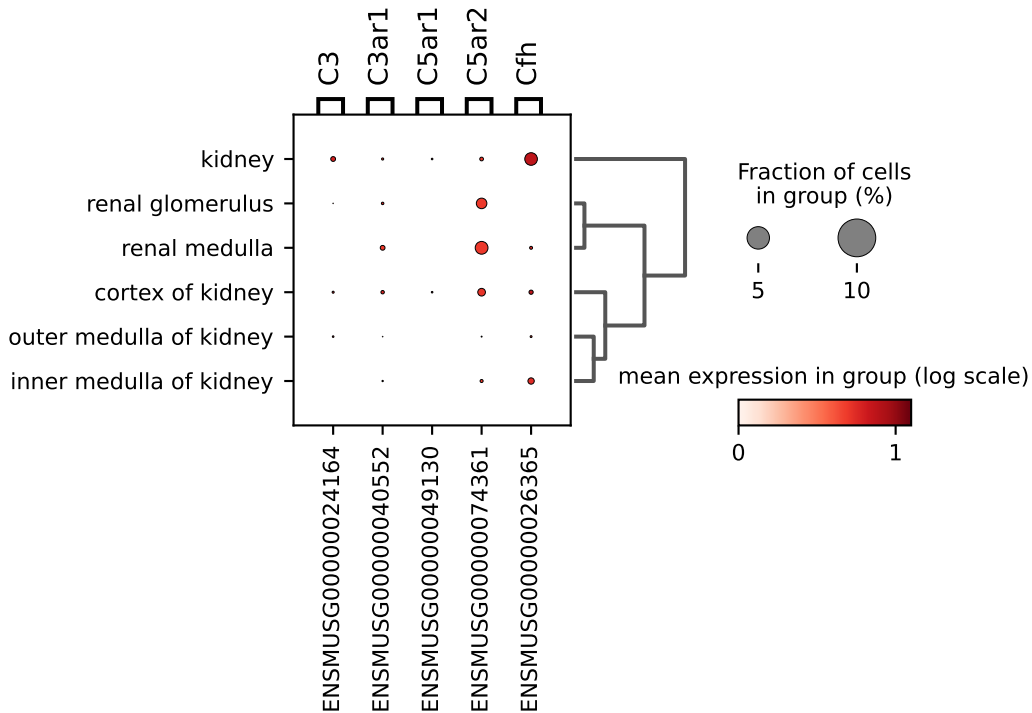 C3
C3ar1
C5ar1
C5ar2
Cfh
kidney
renal glomerulus
renal medulla
cortex of kidney
outer medulla of kidney
inner medulla of kidney
ENSMUSG00000024164
ENSMUSG00000040552
ENSMUSG00000049130
ENSMUSG00000074361
ENSMUSG00000026365
Fraction of cells
in group (%)
5 10
mean expression in group (log scale)
0 1